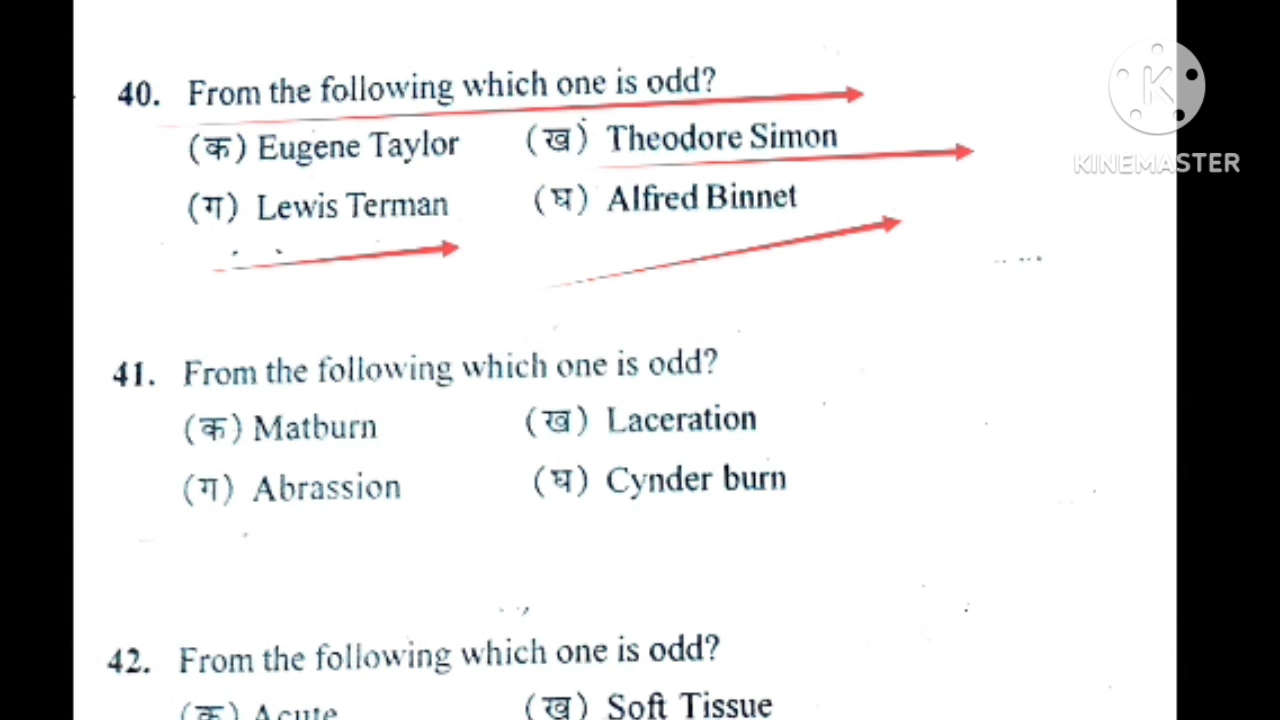 40. From the following which one is odd?
(क) Eugene Taylor (ख) Theodore Simon
(ग) Lewis Terman (घ) Alfred Binnet
KINEMASTER
41. From the following which one is odd?
(क) Matburn (ख) Laceration
(ग) Abrassion (घ) Cynder burn
42. From the following which one is odd?
(क) Acute (ख) Soft Tissue